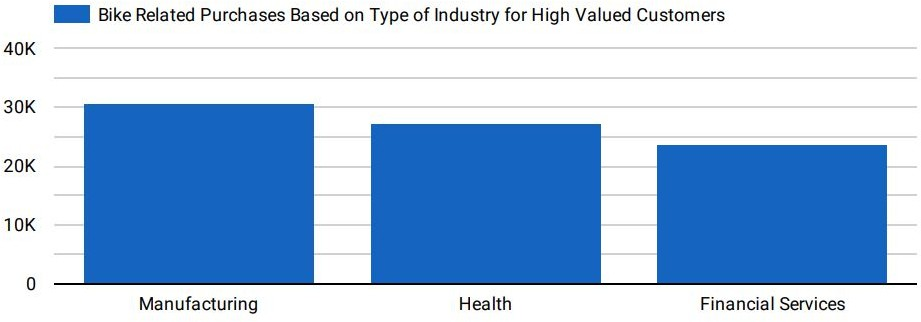 Bike Related Purchases Based on Type of Industry for High Valued Customers
40K
30K
20K
10K
0
Manufacturing Health Financial Services